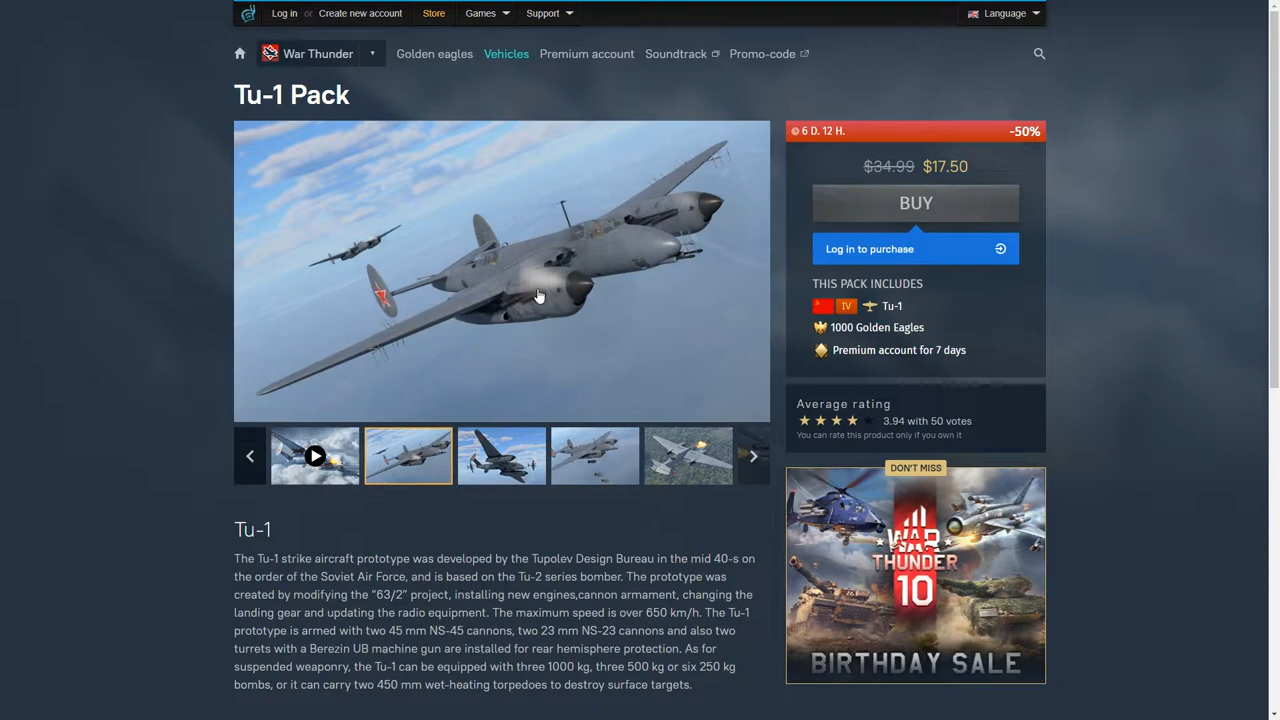 Log in or Create new account Store Games Support Language
War Thunder Golden eagles Vehicles Premium account Soundtrack Promo-code
Tu-1 Pack
6 D. 12 H. -50%
$34.99 $17.50
BUY
Log in to purchase
THIS PACK INCLUDES
IV Tu-1
1000 Golden Eagles
Premium account for 7 days
Average rating
3.94 with 50 votes
You can rate this product only if you own it
DON'T MISS
WAR
THUNDER
10
BIRTHDAY SALE
Tu-1
The Tu-1 strike aircraft prototype was developed by the Tupolev Design Bureau in the mid 40-s on
the order of the Soviet Air Force, and is based on the Tu-2 series bomber. The prototype was
created by modifying the "63/2" project, installing new engines,cannon armament, changing the
landing gear and updating the radio equipment. The maximum speed is over 650 km/h. The Tu-1
prototype is armed with two 45 mm NS-45 cannons, two 23 mm NS-23 cannons and also two
turrets with a Berezin UB machine gun are installed for rear hemisphere protection. As for
suspended weaponry, the Tu-1 can be equipped with three 1000 kg, three 500 kg or six 250 kg
bombs, or it can carry two 450 mm wet-heating torpedoes to destroy surface targets.